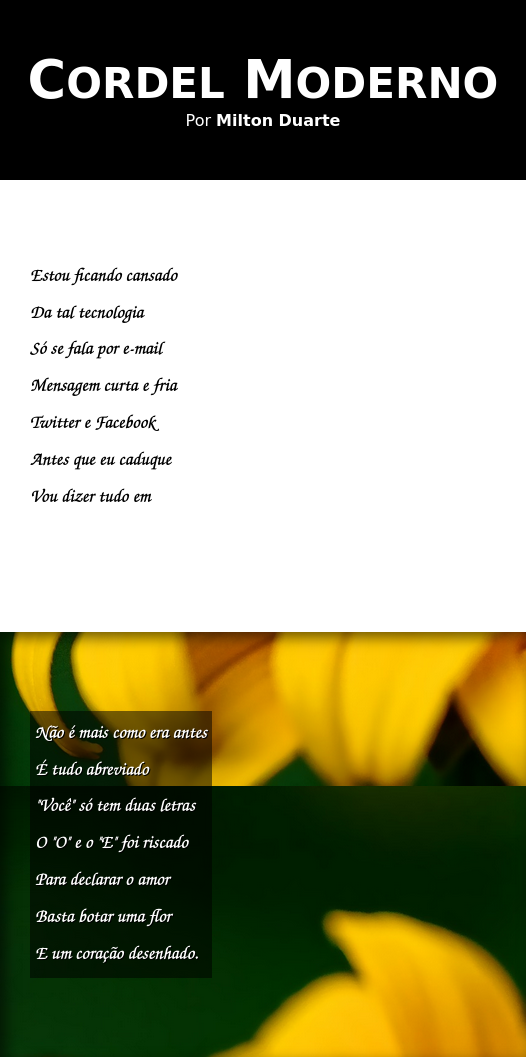 Cordel Moderno
Por Milton Duarte
Estou ficando cansado
Da tal tecnologia
Só se fala por e-mail
Mensagem curta e fria
Twitter e Facebook
Antes que eu caduque
Vou dizer tudo em
Não é mais como era antes
É tudo abreviado
"Você" só tem duas letras
O "O" e o "E" foi riscado
Para declarar o amor
Basta botar uma flor
E um coração desenhado.